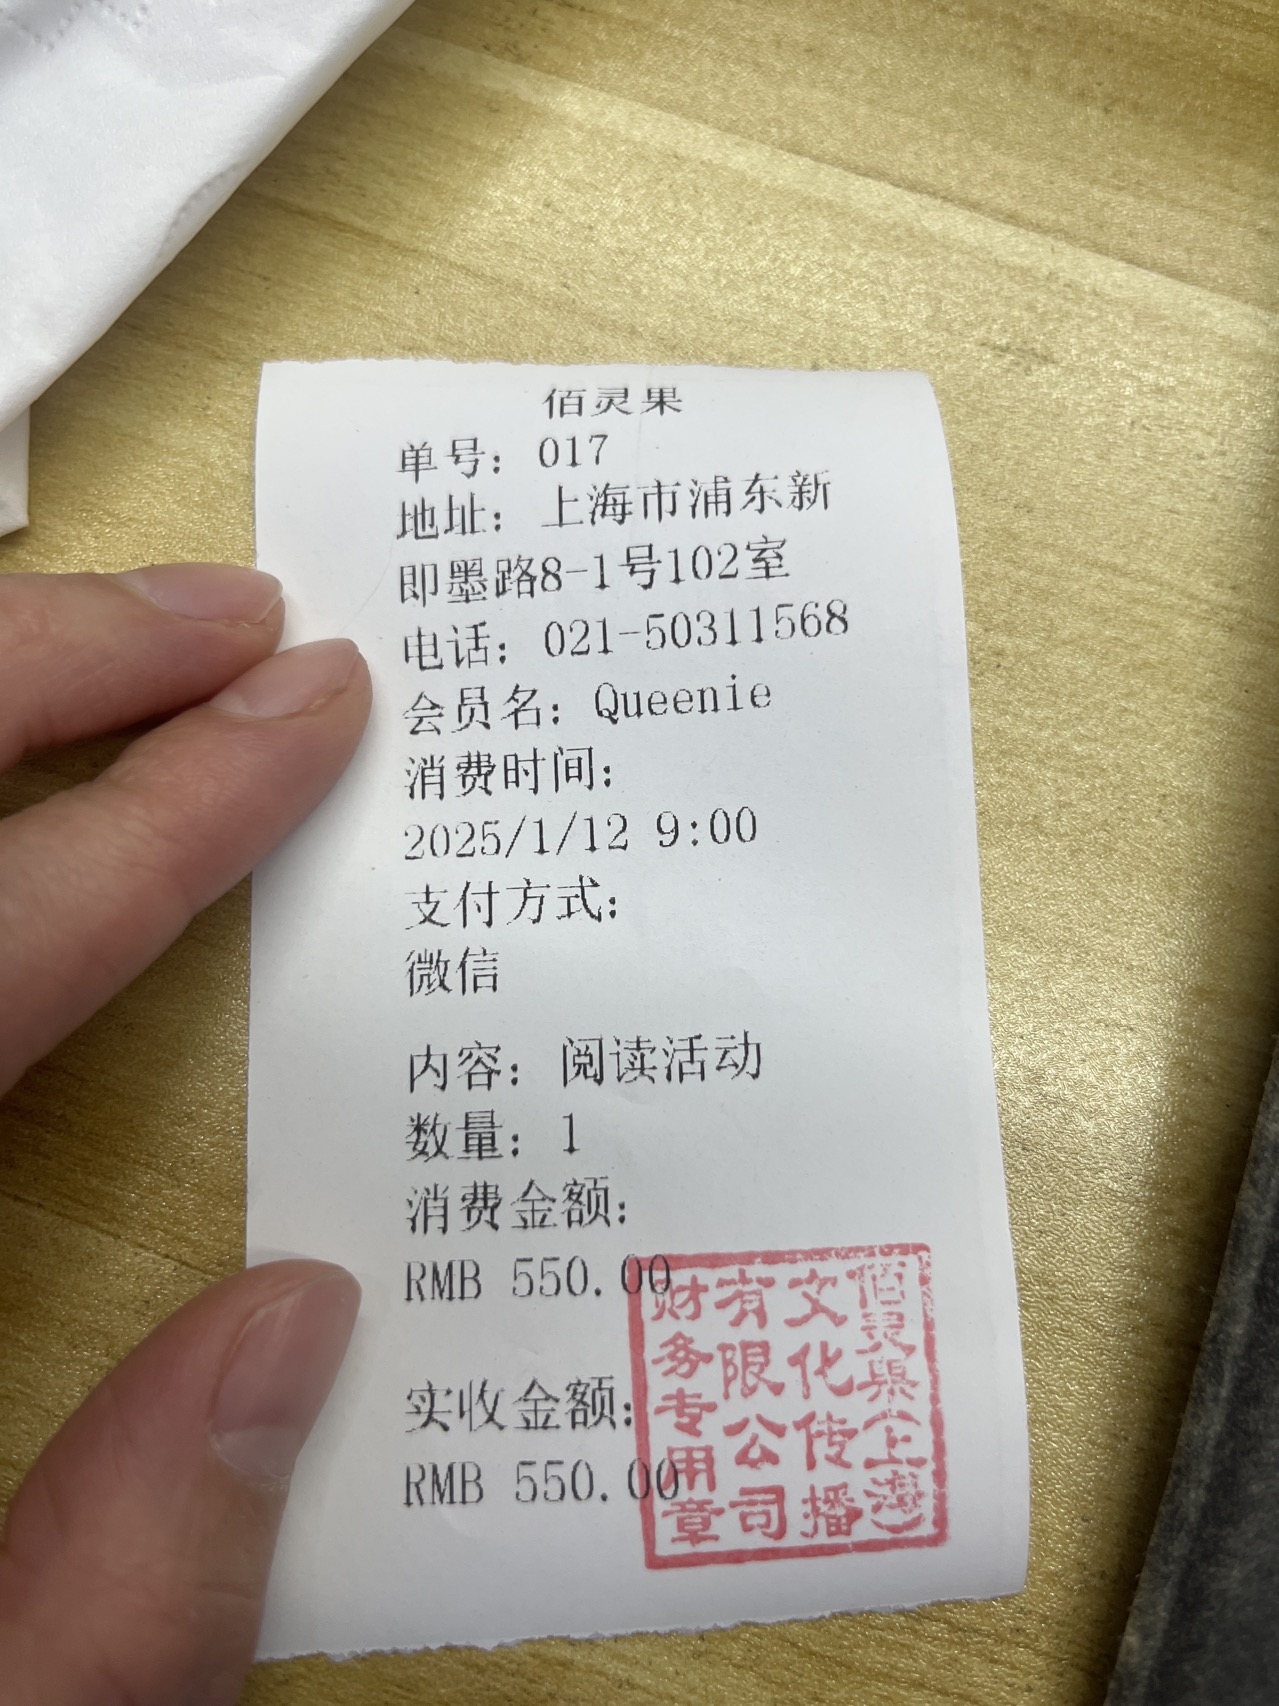 佰灵果
单号：017
地址：上海市浦东新
即墨路8-1号102室
电话：021-50311568
会员名：Queenie
消费时间：
2025/1/12 9:00
支付方式：
微信
内容：阅读活动
数量：1
消费金额：
RMB 550.00
实收金额：
RMB 550.00
佰灵果（上海）
文化传播
有限公司
财务专用章